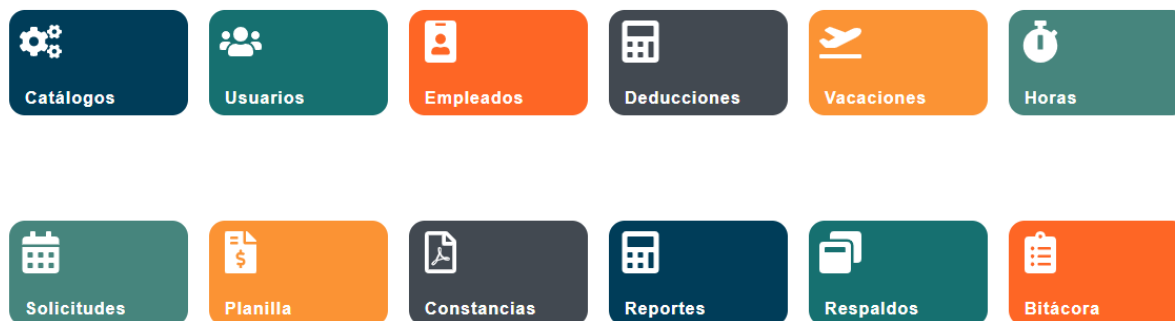 Catálogos Usuarios Empleados Deducciones Vacaciones Horas
Solicitudes Planilla Constancias Reportes Respaldos Bitácora